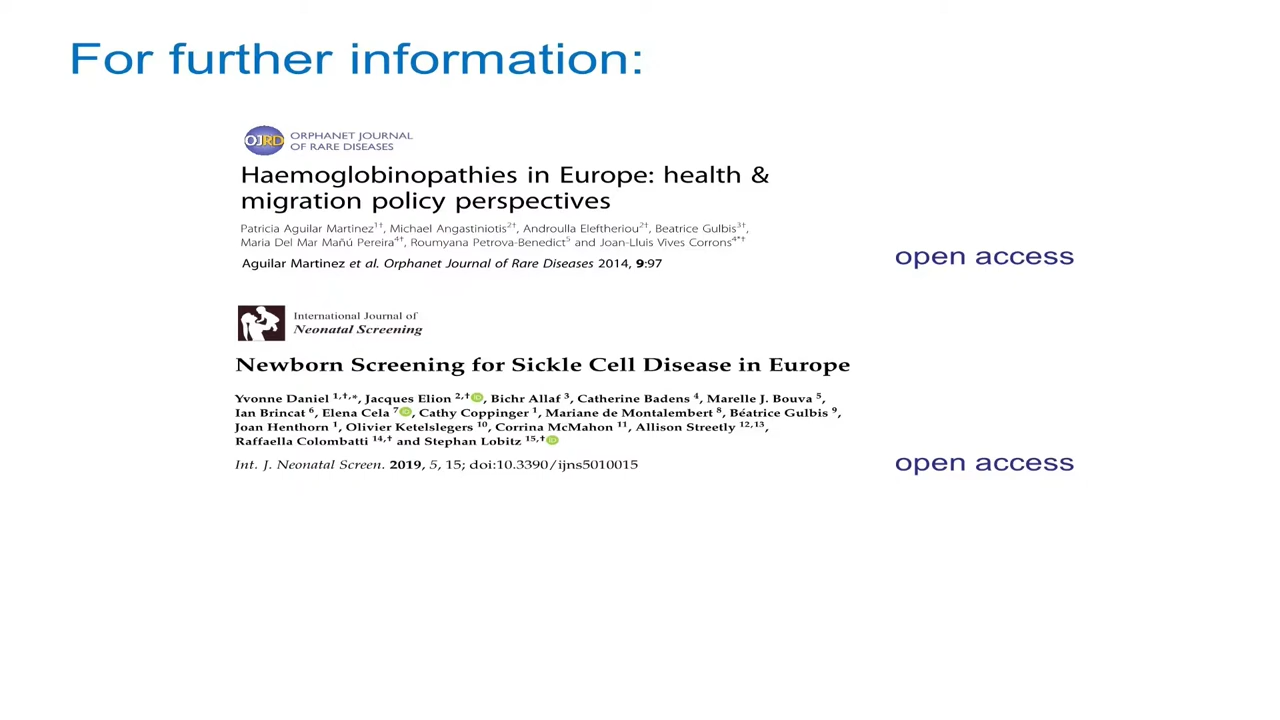 For further information:
OJRD ORPHANET JOURNAL
OF RARE DISEASES
Haemoglobinopathies in Europe: health &
migration policy perspectives
Patricia Aguilar Martinez1†, Michael Angastiniotis2†, Androulla Eleftheriou2†, Beatrice Gulbis3†,
Maria Del Mar Mañú Pereira4†, Roumyana Petrova-Benedict5 and Joan-Lluis Vives Corrons4*†
Aguilar Martinez et al. Orphanet Journal of Rare Diseases 2014, 9:97
open access
International Journal of
Neonatal Screening
Newborn Screening for Sickle Cell Disease in Europe
Yvonne Daniel 1,†,*, Jacques Elion 2,† iD, Bichr Allaf 3, Catherine Badens 4, Marelle J. Bouva 5,
Ian Brincat 6, Elena Cela 7 iD, Cathy Coppinger 1, Mariane de Montalembert 8, Béatrice Gulbis 9,
Joan Henthorn 1, Olivier Ketelslegers 10, Corrina McMahon 11, Allison Streetly 12,13,
Raffaella Colombatti 14,† and Stephan Lobitz 15,† iD
Int. J. Neonatal Screen. 2019, 5, 15; doi:10.3390/ijns5010015
open access